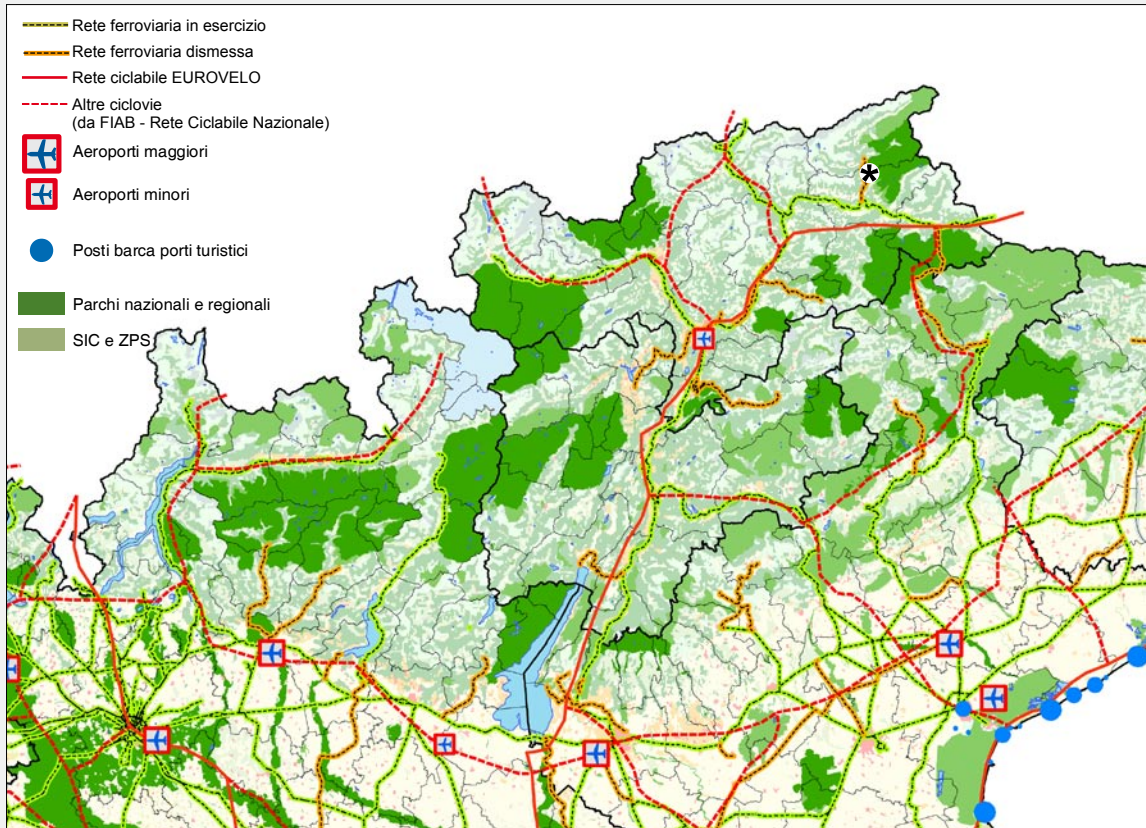 Rete ferroviaria in esercizio
Rete ferroviaria dismessa
Rete ciclabile EUROVELO
Altre ciclovie
(da FIAB - Rete Ciclabile Nazionale)
Aeroporti maggiori
Aeroporti minori
Posti barca porti turistici
Parchi nazionali e regionali
SIC e ZPS
*